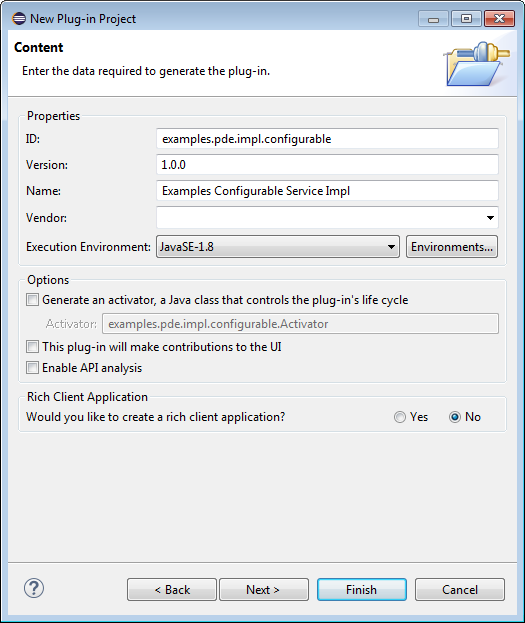 New Plug-in Project
Content
Enter the data required to generate the plug-in.
Properties
ID: examples.pde.impl.configurable
Version: 1.0.0
Name: Examples Configurable Service Impl
Vendor:
Execution Environment: JavaSE-1.8 Environments...
Options
Generate an activator, a Java class that controls the plug-in's life cycle
Activator: examples.pde.impl.configurable.Activator
This plug-in will make contributions to the UI
Enable API analysis
Rich Client Application
Would you like to create a rich client application? Yes No
? < Back Next > Finish Cancel